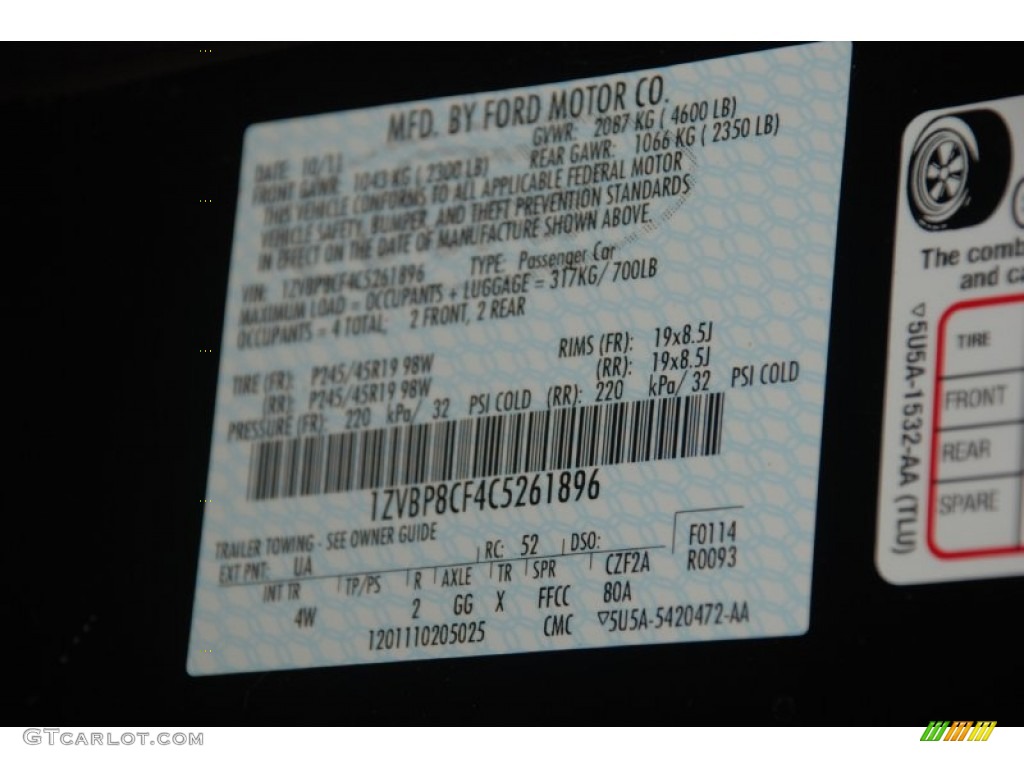 MFD. BY FORD MOTOR CO.
DATE: 10/11 GVWR: 2087 KG ( 4600 LB)
FRONT GAWR: 1043 KG ( 2300 LB) REAR GAWR: 1066 KG ( 2350 LB)
THIS VEHICLE CONFORMS TO ALL APPLICABLE FEDERAL MOTOR
VEHICLE SAFETY, BUMPER, AND THEFT PREVENTION STANDARDS
IN EFFECT ON THE DATE OF MANUFACTURE SHOWN ABOVE.
VIN: 1ZVBP8CF4C5261896 TYPE: Passenger Car
MAXIMUM LOAD = OCCUPANTS + LUGGAGE = 317KG/ 700LB
OCCUPANTS = 4 TOTAL; 2 FRONT, 2 REAR
TIRE (FR): P245/45R19 98W RIMS (FR): 19x8.5J
(RR): P245/45R19 98W (RR): 19x8.5J
PRESSURE (FR): 220 kPa/ 32 PSI COLD (RR): 220 kPa/ 32 PSI COLD
1ZVBP8CF4C5261896
TRAILER TOWING - SEE OWNER GUIDE
EXT PNT: UA RC: 52 DSO: F0114
INT TR TP/PS R AXLE TR SPR CZF2A R0093
4W 2 GG X FFCC 80A
1201110205025 CMC ▽5U5A-5420472-AA
The comb
and ca
TIRE
FRONT
REAR
SPARE
▽5U5A-1532-AA (TLU)
GTcarlot.com